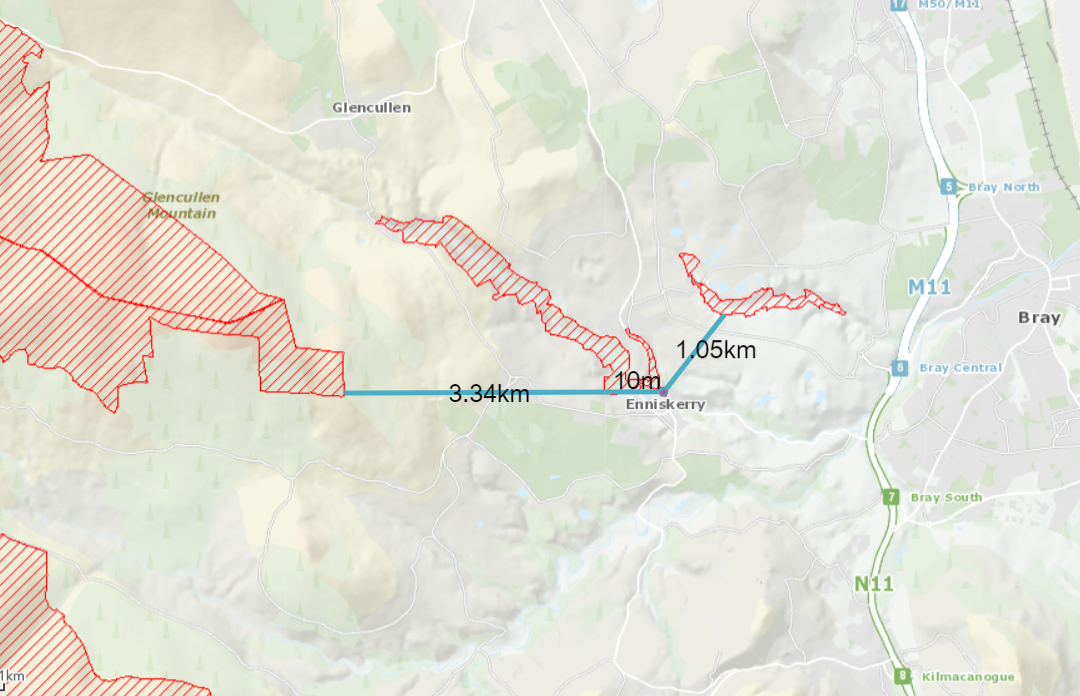 17
M50/M11
Glencullen
5
Bray North
Glencullen
Mountain
M11
Bray
1.05km
6
Bray Central
10m
3.34km
Enniskerry
7
Bray South
N11
1km
8
Kilmacanogue